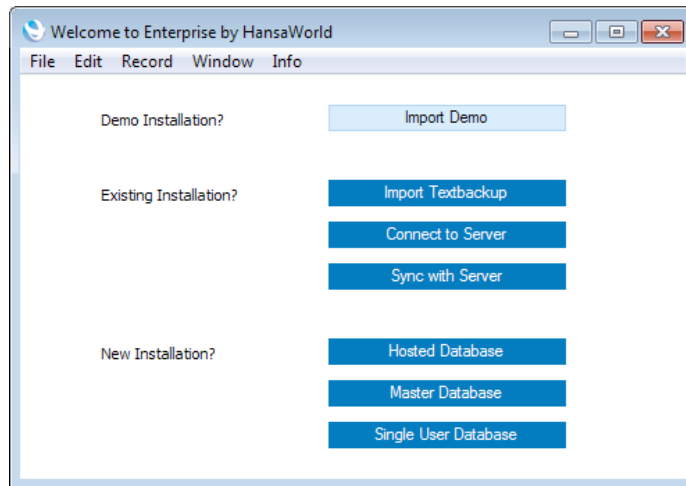 Welcome to Enterprise by HansaWorld
File Edit Record Window Info
Demo Installation? Import Demo
Existing Installation? Import Textbackup
Connect to Server
Sync with Server
New Installation? Hosted Database
Master Database
Single User Database